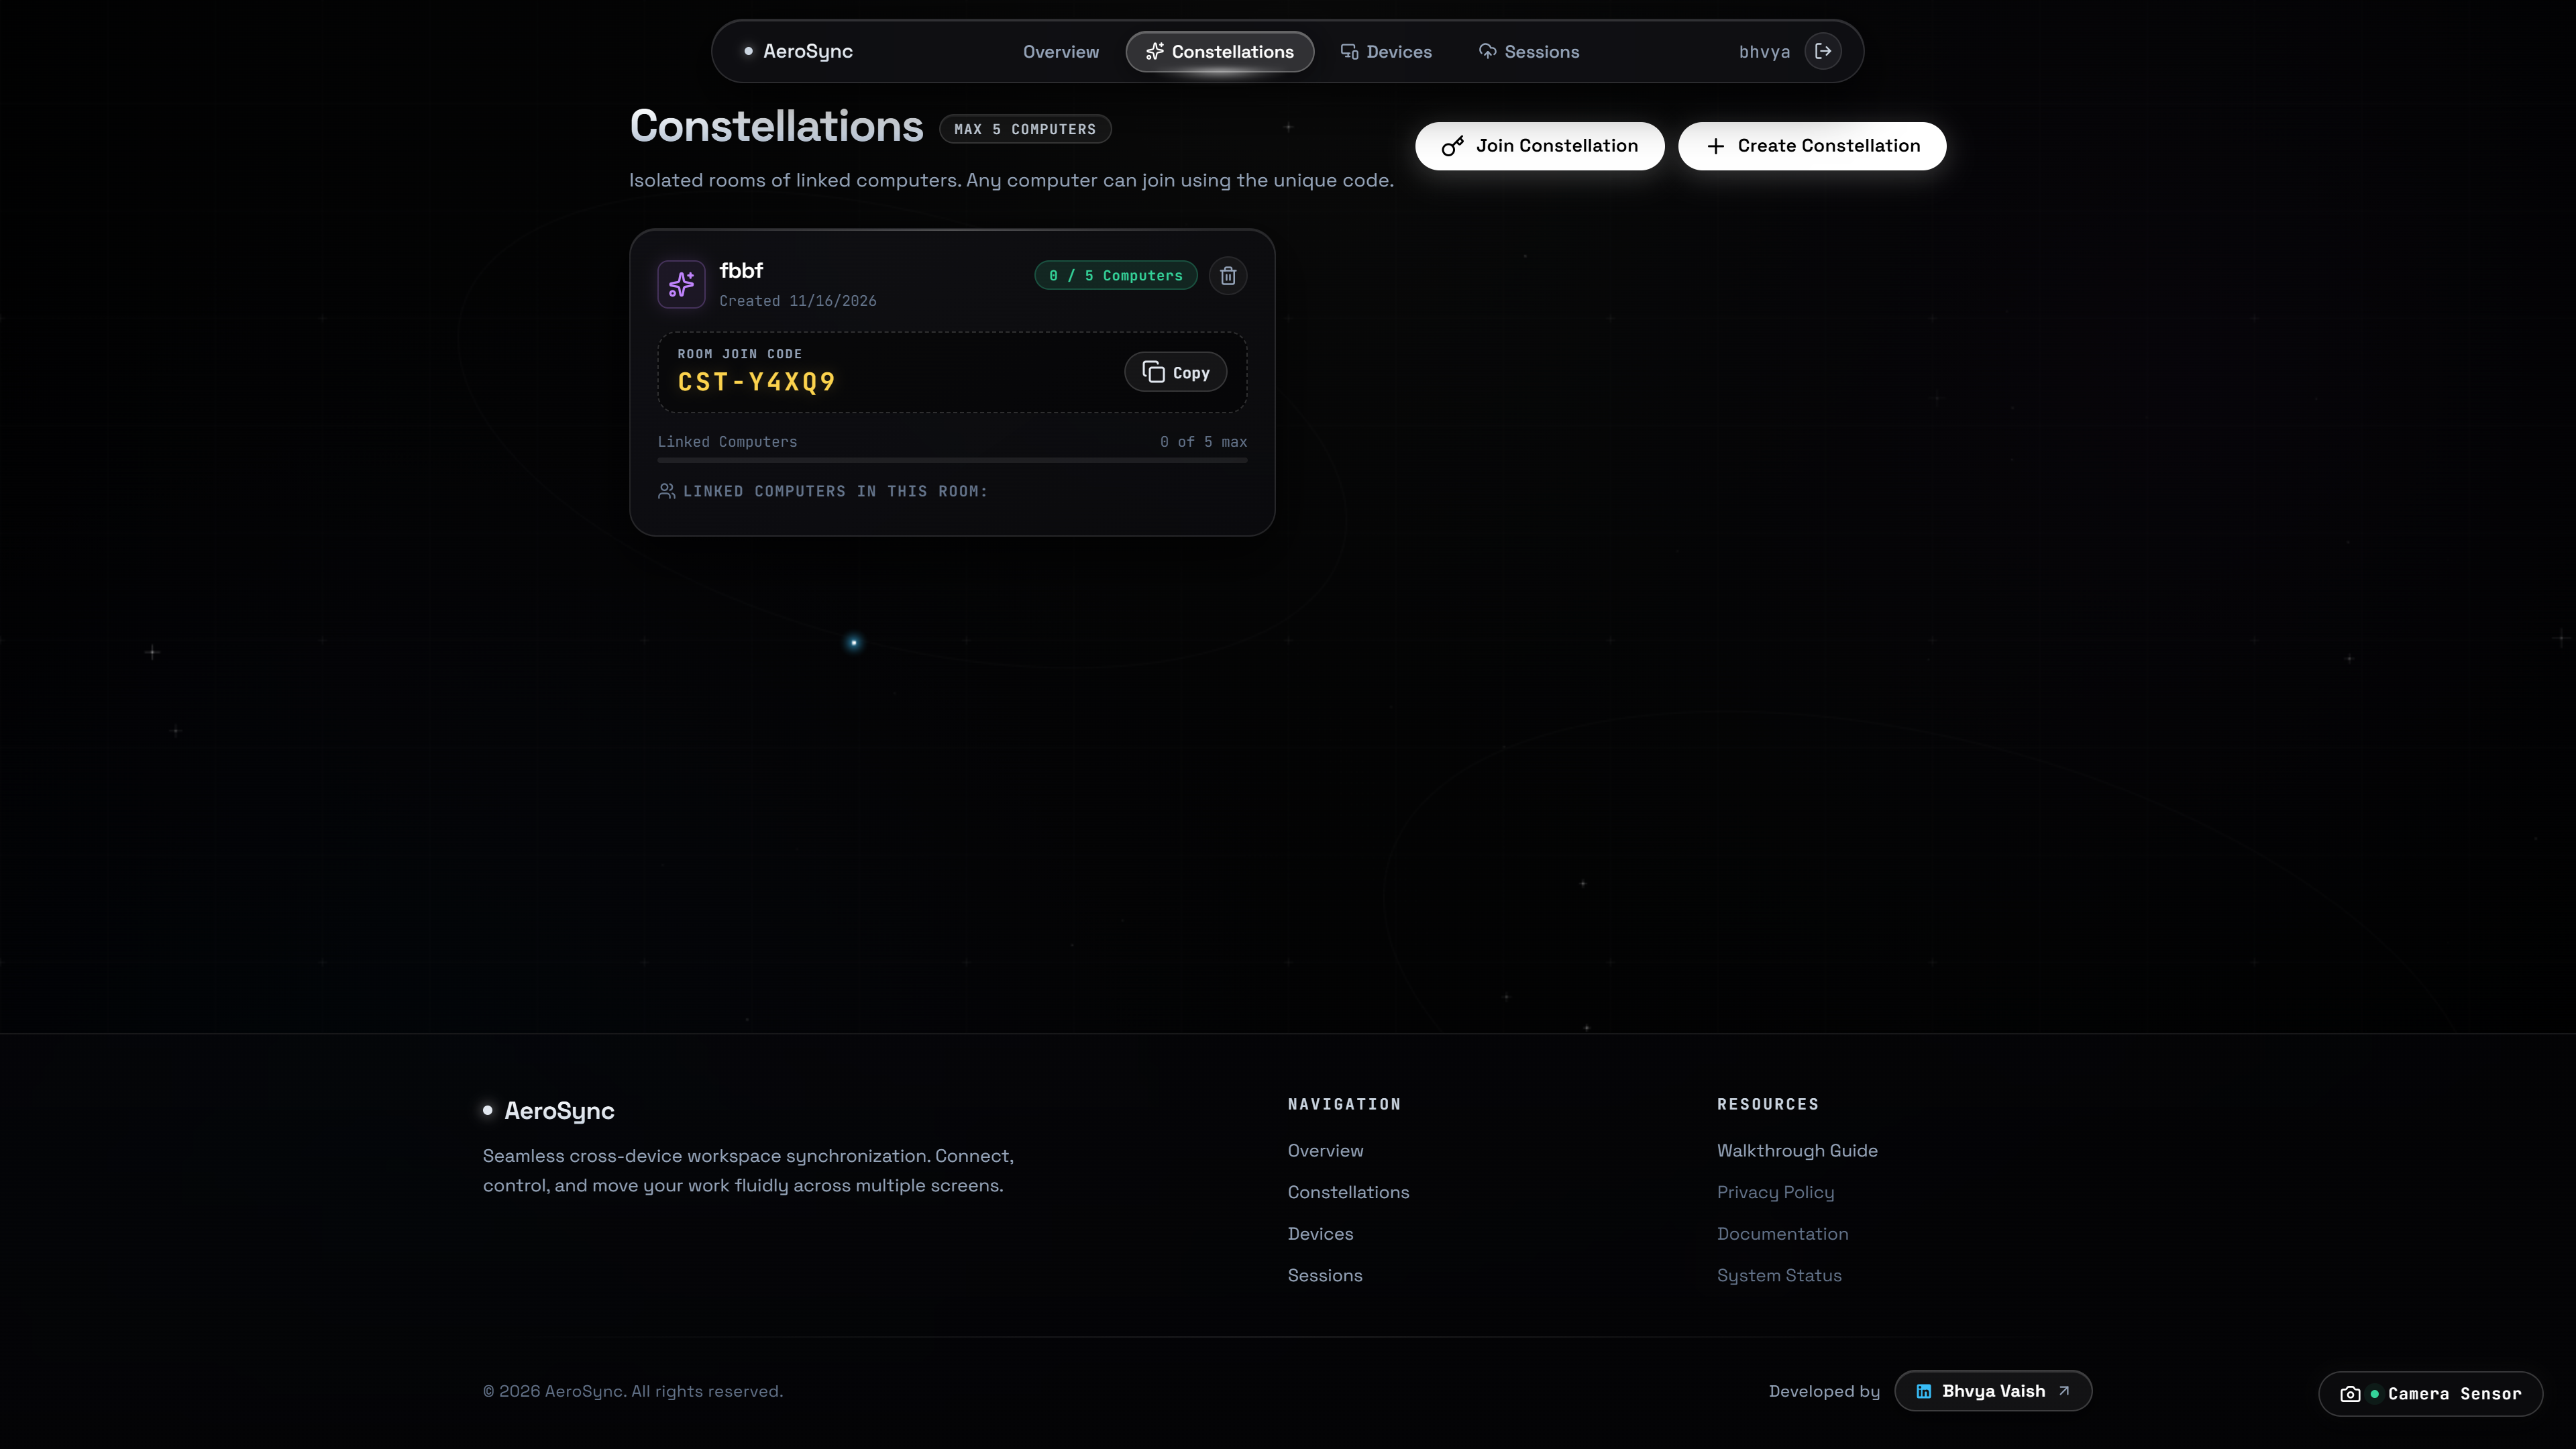 AeroSync
Overview
Constellations
Devices
Sessions
bhvya
Constellations
MAX 5 COMPUTERS
Join Constellation
Create Constellation
Isolated rooms of linked computers. Any computer can join using the unique code.
fbbf
0 / 5 Computers
Created 11/16/2026
ROOM JOIN CODE
CST-Y4XQ9
Copy
Linked Computers
0 of 5 max
LINKED COMPUTERS IN THIS ROOM:
AeroSync
Seamless cross-device workspace synchronization. Connect,
control, and move your work fluidly across multiple screens.
NAVIGATION
Overview
Constellations
Devices
Sessions
RESOURCES
Walkthrough Guide
Privacy Policy
Documentation
System Status
© 2026 AeroSync. All rights reserved.
Developed by
Bhvya Vaish
Camera Sensor